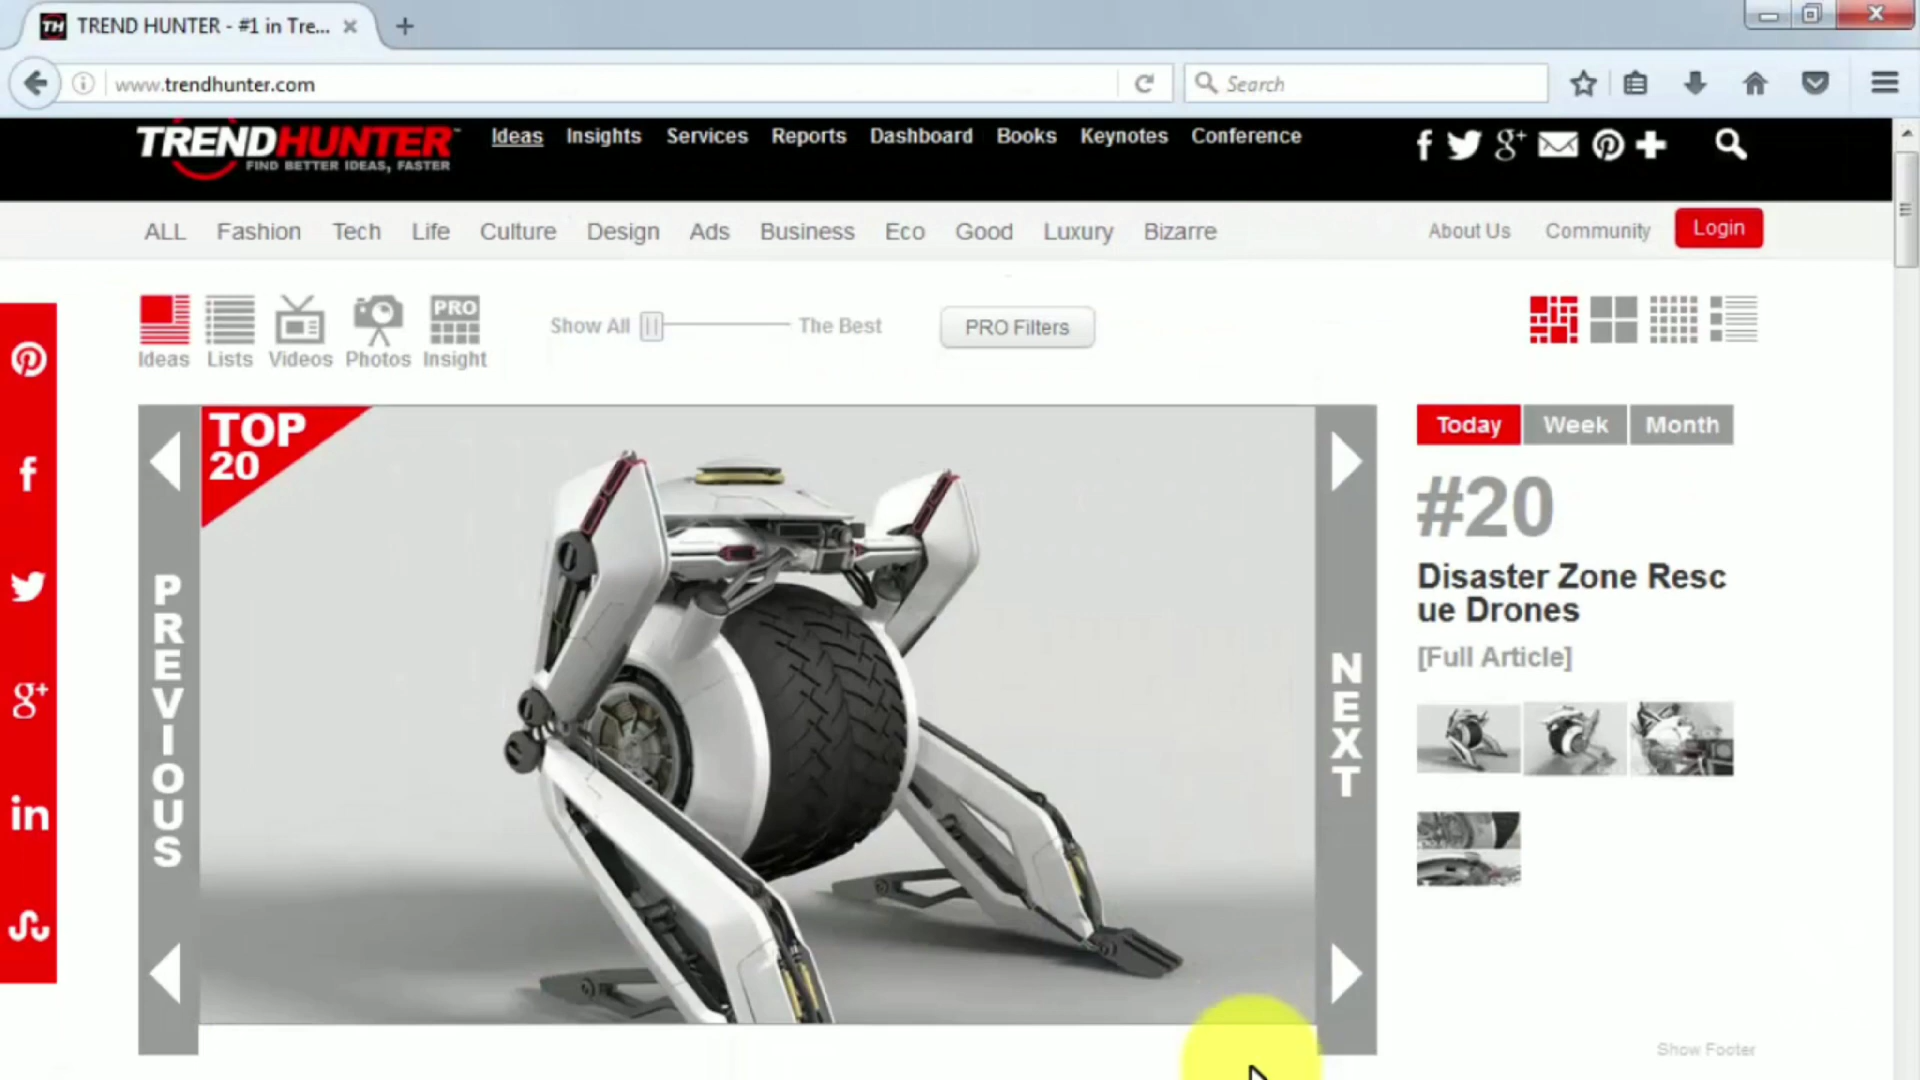 TREND HUNTER - #1 in Tre...
www.trendhunter.com
Search
TRENDHUNTER
FIND BETTER IDEAS, FASTER
Ideas Insights Services Reports Dashboard Books Keynotes Conference
ALL Fashion Tech Life Culture Design Ads Business Eco Good Luxury Bizarre About Us Community Login
PRO
Ideas Lists Videos Photos Insight
Show All The Best
PRO Filters
TOP
20
PREVIOUS
NEXT
Today Week Month
#20
Disaster Zone Resc
ue Drones
[Full Article]
Show Footer